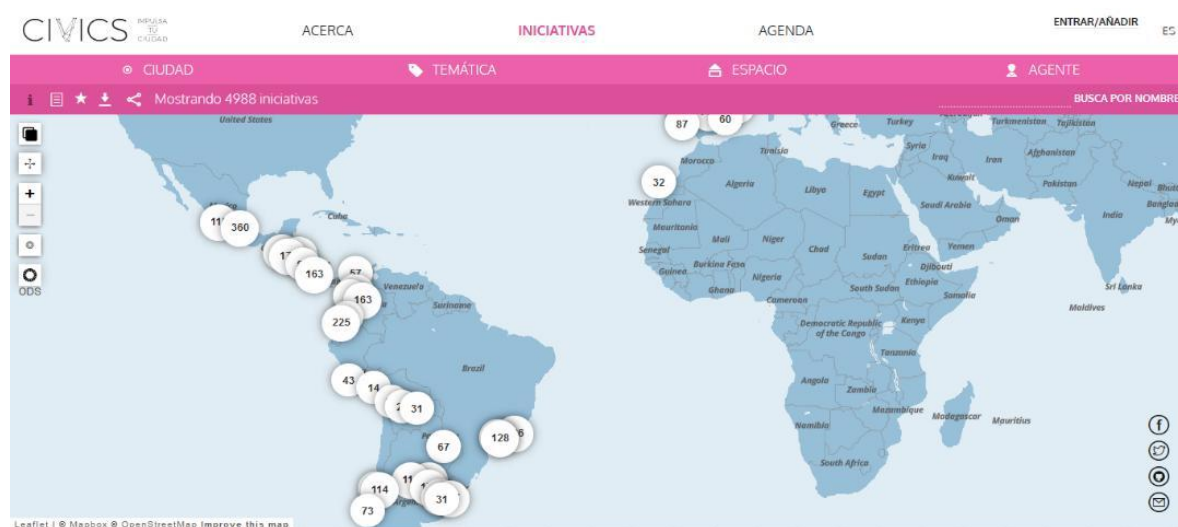 CIVICS IMPULSA TU CIUDAD
ACERCA
INICIATIVAS
AGENDA
ENTRAR/AÑADIR
ES
CIUDAD
TEMÁTICA
ESPACIO
AGENTE
Mostrando 4988 iniciativas
BUSCA POR NOMBRE
United States
Cuba
360
163
57
Venezuela
Suriname
163
225
43
14
Brazil
31
67
128
114
31
73
87
60
32
Greece
Turkey
Turkmenistan
Tajikistan
Morocco
Tunisia
Syria
Iraq
Iran
Afghanistan
Algeria
Libya
Egypt
Kuwait
Pakistan
Nepal
Western Sahara
Saudi Arabia
Oman
India
Mauritania
Mali
Niger
Chad
Sudan
Eritrea
Yemen
Senegal
Burkina Faso
Djibouti
Guinea
Nigeria
Ghana
South Sudan
Ethiopia
Somalia
Sri Lanka
Cameroon
Maldives
Democratic Republic
of the Congo
Kenya
Tanzania
Angola
Zambia
Mozambique
Madagascar
Mauritius
Namibia
South Africa
ODS
Leaflet | © Mapbox © OpenStreetMap Improve this map